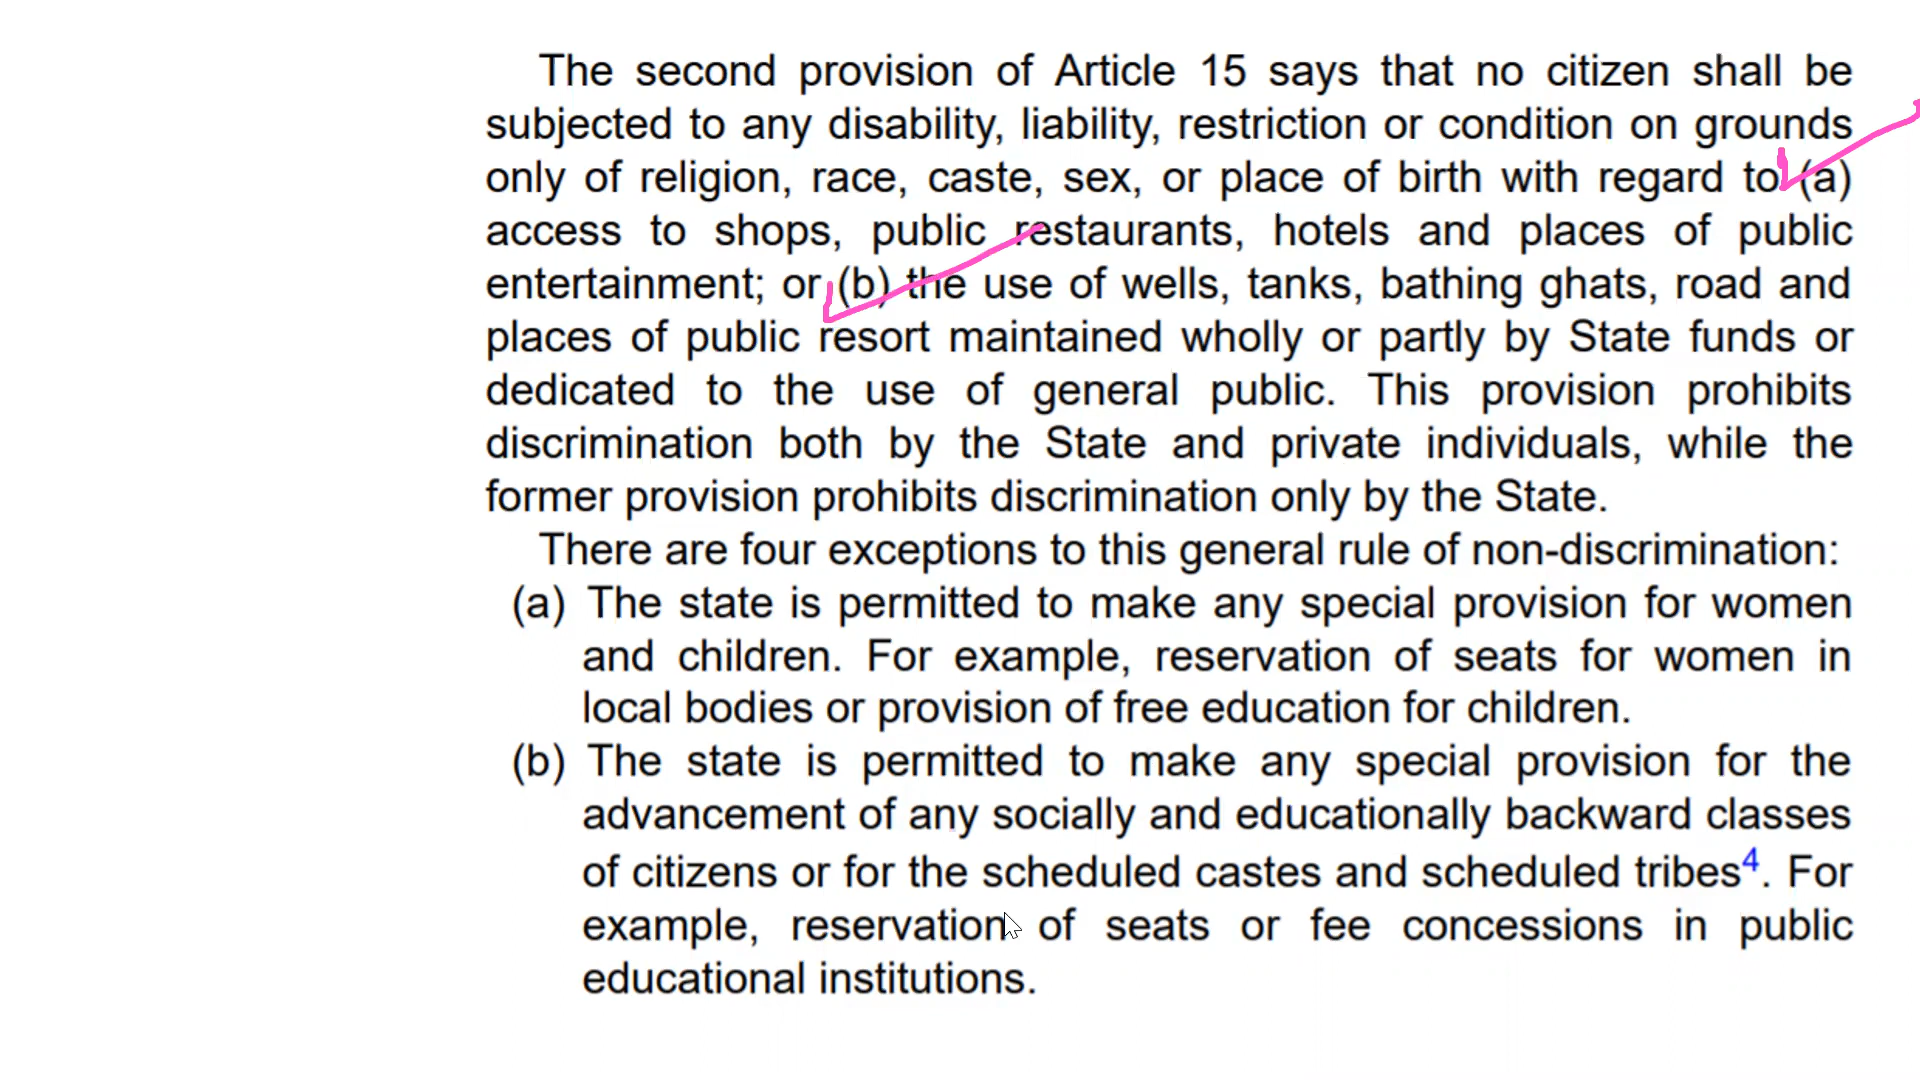 The second provision of Article 15 says that no citizen shall be
subjected to any disability, liability, restriction or condition on grounds
only of religion, race, caste, sex, or place of birth with regard to (a)
access to shops, public restaurants, hotels and places of public
entertainment; or (b) the use of wells, tanks, bathing ghats, road and
places of public resort maintained wholly or partly by State funds or
dedicated to the use of general public. This provision prohibits
discrimination both by the State and private individuals, while the
former provision prohibits discrimination only by the State.
There are four exceptions to this general rule of non-discrimination:
(a) The state is permitted to make any special provision for women
and children. For example, reservation of seats for women in
local bodies or provision of free education for children.
(b) The state is permitted to make any special provision for the
advancement of any socially and educationally backward classes
of citizens or for the scheduled castes and scheduled tribes4. For
example, reservation of seats or fee concessions in public
educational institutions.